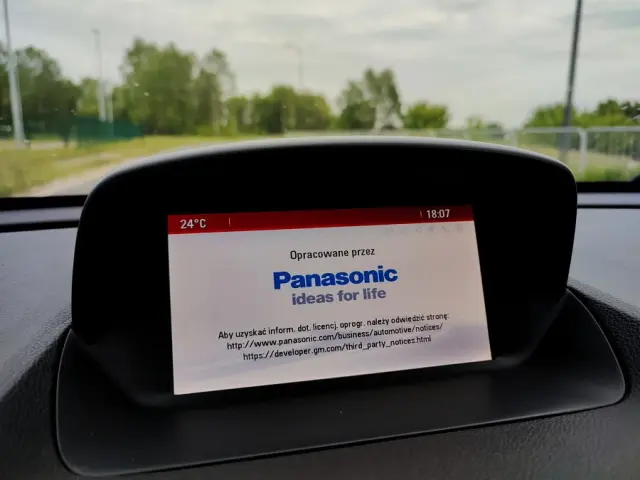 24°C 18:07
Opracowane przez
Panasonic
ideas for life
Aby uzyskać inform. dot. licencj. oprogr. należy odwiedzić stronę:
http://www.panasonic.com/business/automotive/notices/
https://developer.gm.com/third_party_notices.html